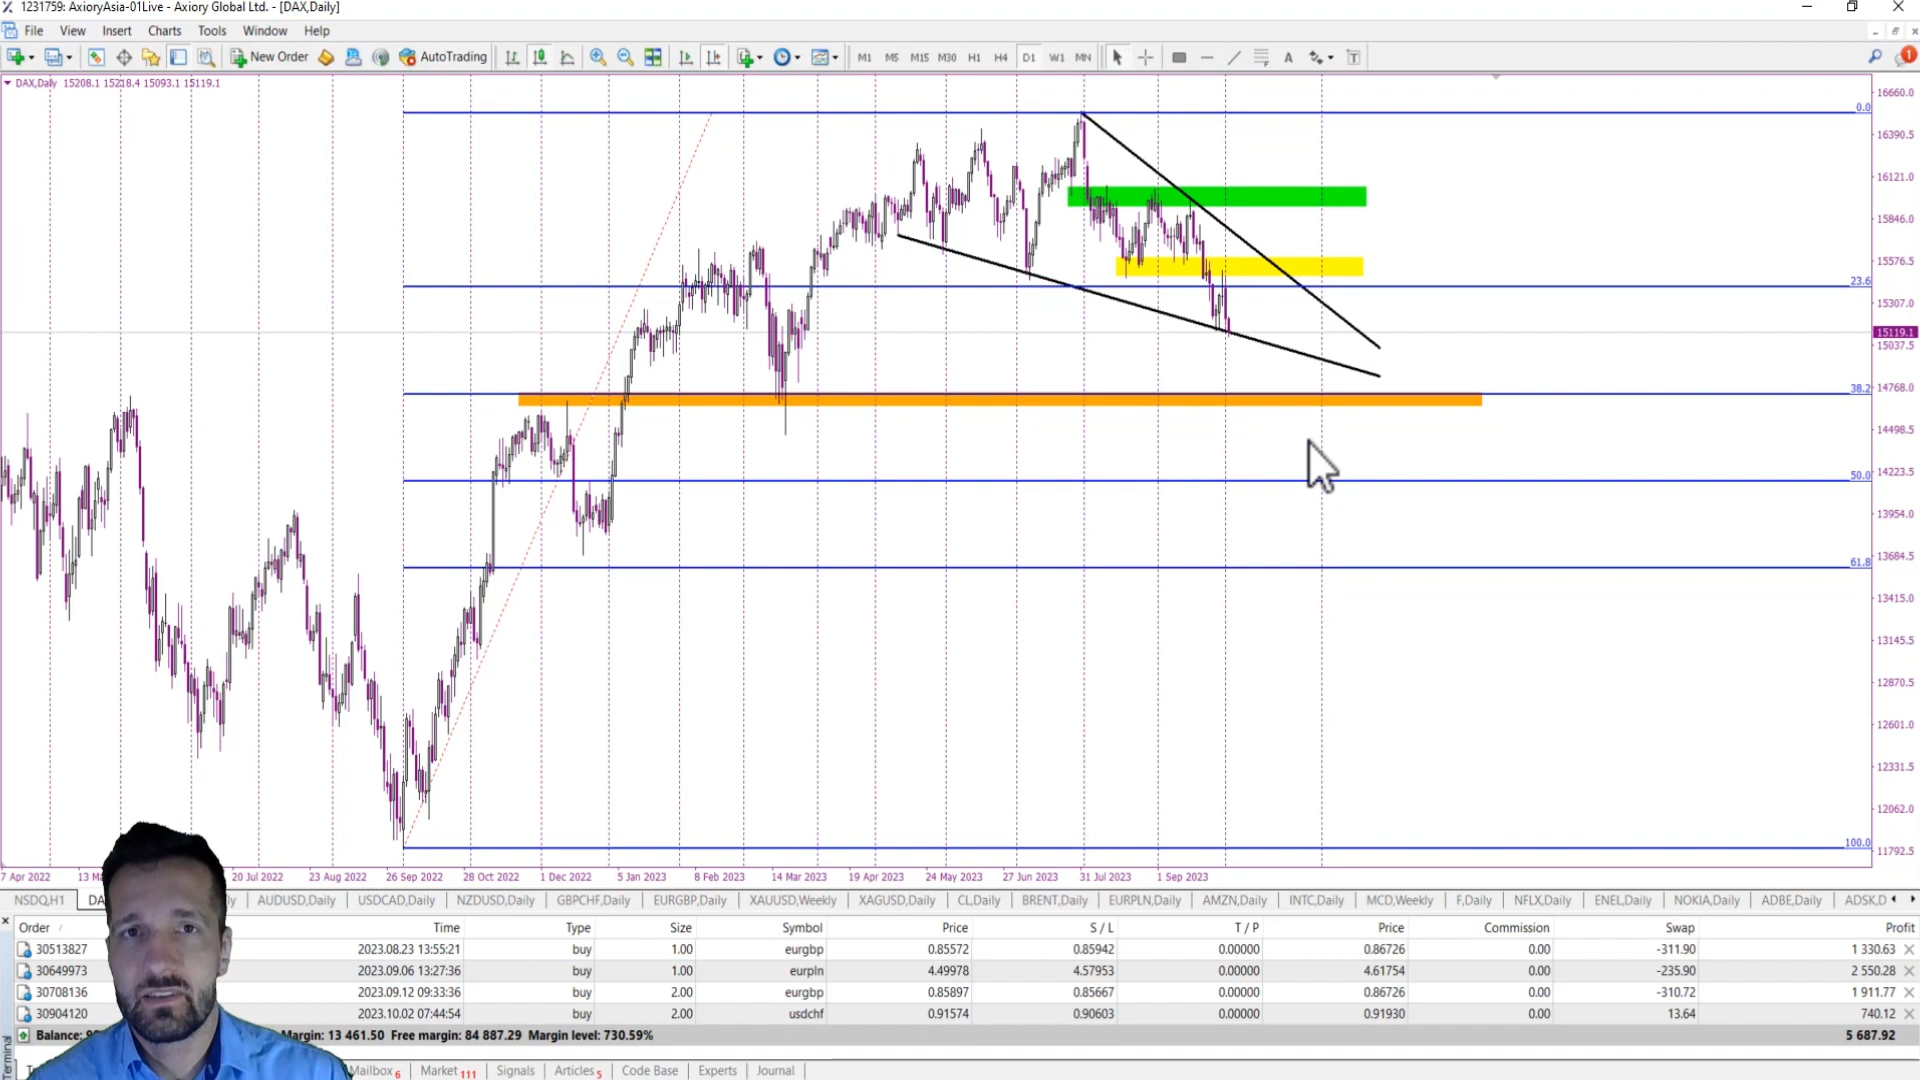 1231759: AxioryAsia-01Live - Axiory Global Ltd. - [DAX,Daily]
File View Insert Charts Tools Window Help
New Order AutoTrading M1 M5 M15 M30 H1 H4 D1 W1 MN A T 1
DAX,Daily 15208.1 15218.4 15093.1 15119.1
16660.0
0.0
16390.5
16121.0
15846.0
15576.5
23.6
15307.0
15119.1
15037.5
38.2
14768.0
14498.5
50.0
14223.5
13954.0
61.8
13684.5
13415.0
13145.5
12870.5
12601.0
12331.5
12062.0
100.0
11792.5
7 Apr 2022 13 Ma 20 Jul 2022 23 Aug 2022 26 Sep 2022 28 Oct 2022 1 Dec 2022 5 Jan 2023 8 Feb 2023 14 Mar 2023 19 Apr 2023 24 May 2023 27 Jun 2023 31 Jul 2023 1 Sep 2023
NSDQ,H1 DA ly AUDUSD,Daily USDCAD,Daily NZDUSD,Daily GBPCHF,Daily EURGBP,Daily XAUUSD,Weekly XAGUSD,Daily CL,Daily BRENT,Daily EURPLN,Daily AMZN,Daily INTC,Daily MCD,Weekly F,Daily NFLX,Daily ENEL,Daily NOKIA,Daily ADBE,Daily ADSK,D
Order Time Type Size Symbol Price S / L T / P Price Commission Swap Profit
30513827 2023.08.23 13:55:21 buy 1.00 eurgbp 0.85572 0.85942 0.00000 0.86726 0.00 -311.90 1 330.63
30649973 2023.09.06 13:27:36 buy 1.00 eurpln 4.49978 4.57953 0.00000 4.61754 0.00 -235.90 2 550.28
30708136 2023.09.12 09:33:36 buy 2.00 eurgbp 0.85897 0.85667 0.00000 0.86726 0.00 -310.72 1 911.77
30904120 2023.10.02 07:44:54 buy 2.00 usdchf 0.91574 0.90603 0.00000 0.91930 0.00 13.64 740.12
Balance: Margin: 13 461.50 Free margin: 84 887.29 Margin level: 730.59% 5 687.92
Terminal
Mailbox 6 Market 111 Signals Articles 5 Code Base Experts Journal